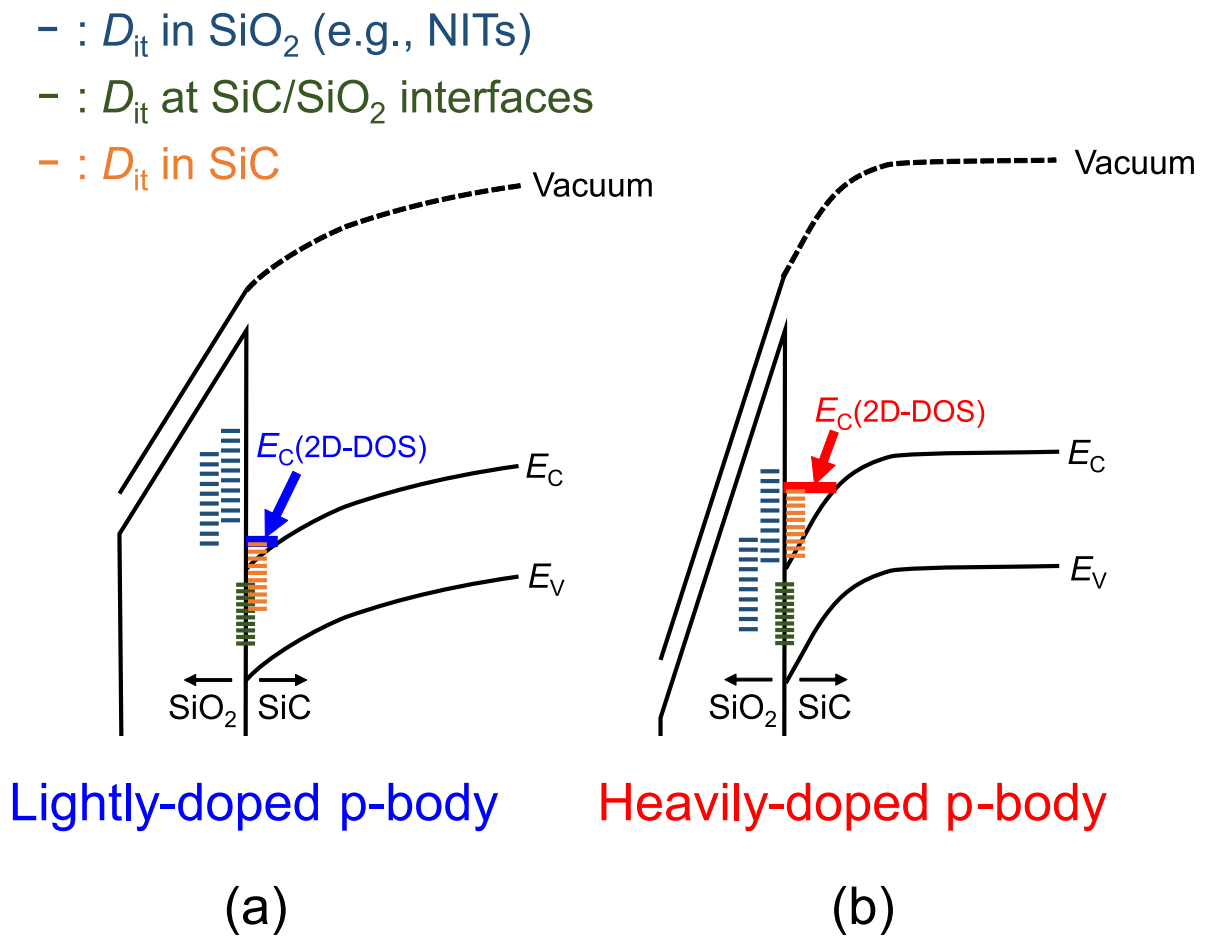 – : Dit in SiO2 (e.g., NITs)
– : Dit at SiC/SiO2 interfaces
– : Dit in SiC
Vacuum
EC(2D-DOS)
EC
EV
SiO2 SiC
Lightly-doped p-body
(a)
Vacuum
EC(2D-DOS)
EC
EV
SiO2 SiC
Heavily-doped p-body
(b)